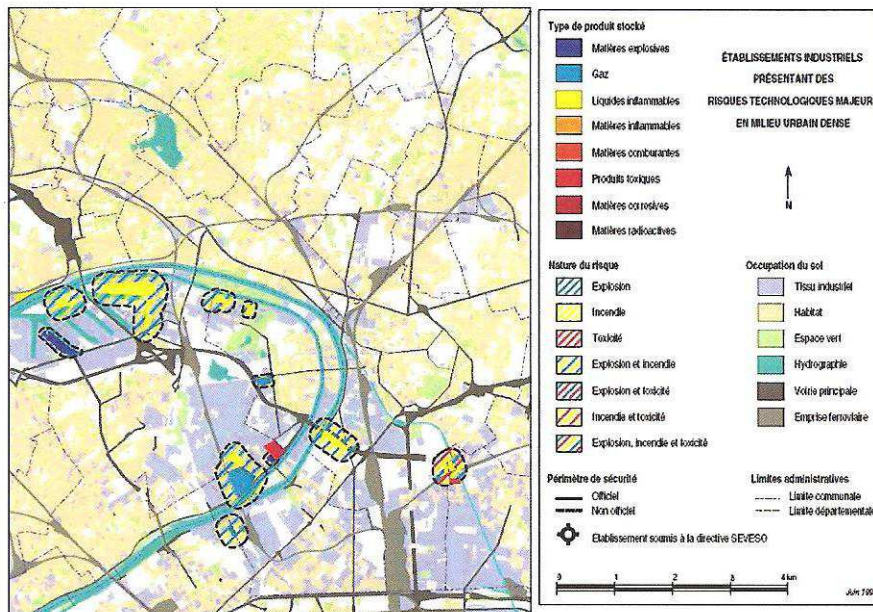 Type de produit stocké
Matières explosives
Gaz
Liquides inflammables
Matières inflammables
Matières comburantes
Produits toxiques
Matières corrosives
Matières radioactives
ÉTABLISSEMENTS INDUSTRIELS
PRÉSENTANT DES
RISQUES TECHNOLOGIQUES MAJEUR
EN MILIEU URBAIN DENSE
N
Nature du risque
Explosion
Incendie
Toxicité
Explosion et incendie
Explosion et toxicité
Incendie et toxicité
Explosion, incendie et toxicité
Occupation du sol
Tissu industriel
Habitat
Espace vert
Hydrographie
Voirie principale
Emprise ferroviaire
Périmètre de sécurité
Officiel
Non officiel
Etablissement soumis à la directive SEVESO
Limites administratives
Limite communale
Limite départementale
0 1 2 3 4 km
Juin 199